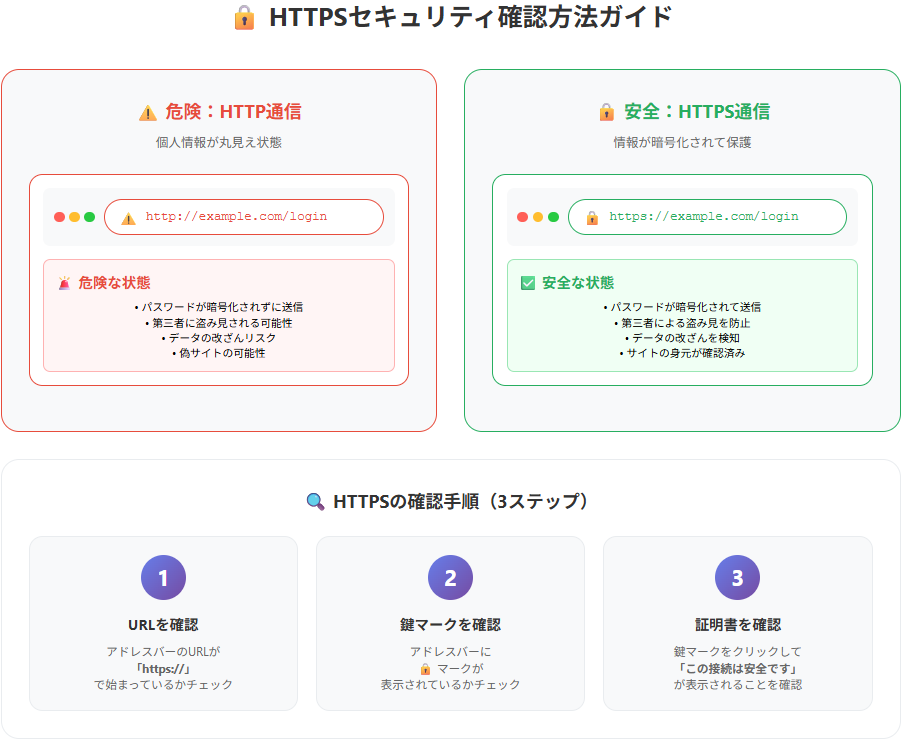 🔒 HTTPSセキュリティ確認方法ガイド
⚠️ 危険：HTTP通信
個人情報が丸見え状態
⚠️ http://example.com/login
🚨 危険な状態
• パスワードが暗号化されずに送信
• 第三者に盗み見される可能性
• データの改ざんリスク
• 偽サイトの可能性
🔒 安全：HTTPS通信
情報が暗号化されて保護
🔒 https://example.com/login
✅ 安全な状態
• パスワードが暗号化されて送信
• 第三者による盗み見を防止
• データの改ざんを検知
• サイトの身元が確認済み
🔍 HTTPSの確認手順（3ステップ）
1
URLを確認
アドレスバーのURLが
「https://」
で始まっているかチェック
2
鍵マークを確認
アドレスバーに
🔒 マークが
表示されているかチェック
3
証明書を確認
鍵マークをクリックして
「この接続は安全です」
が表示されることを確認